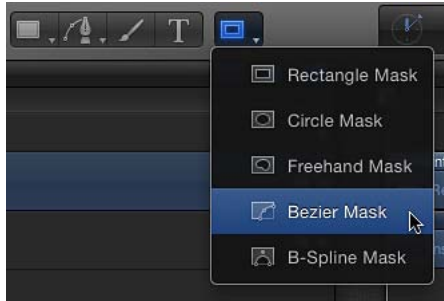 T
Rectangle Mask
Circle Mask
Freehand Mask
Bezier Mask
B-Spline Mask